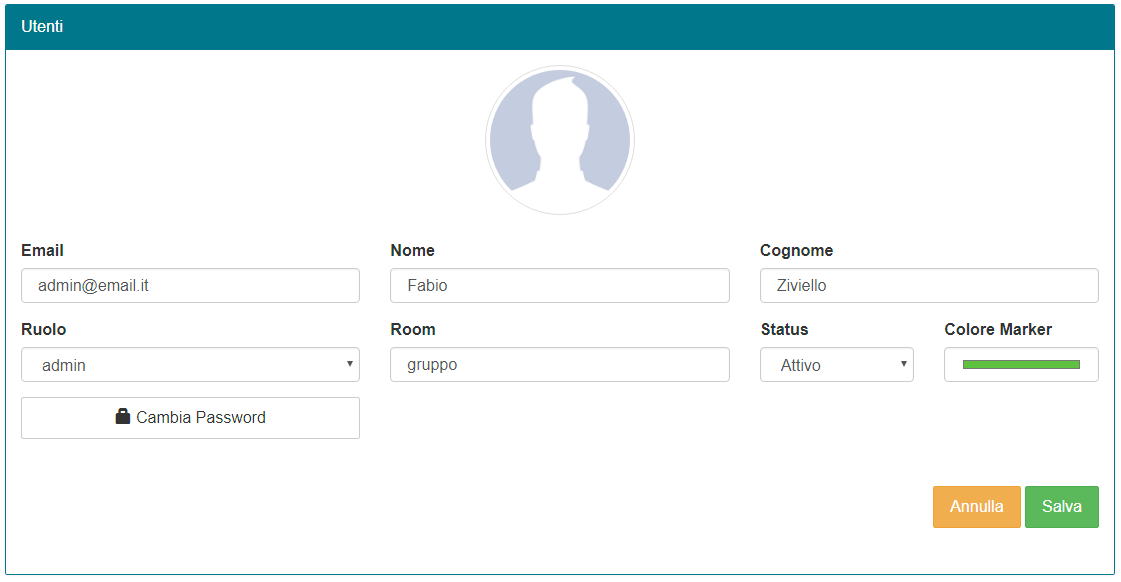 Utenti
Email Nome Cognome
admin@email.it Fabio Ziviello
Ruolo Room Status Colore Marker
admin gruppo Attivo
Cambia Password
Annulla Salva